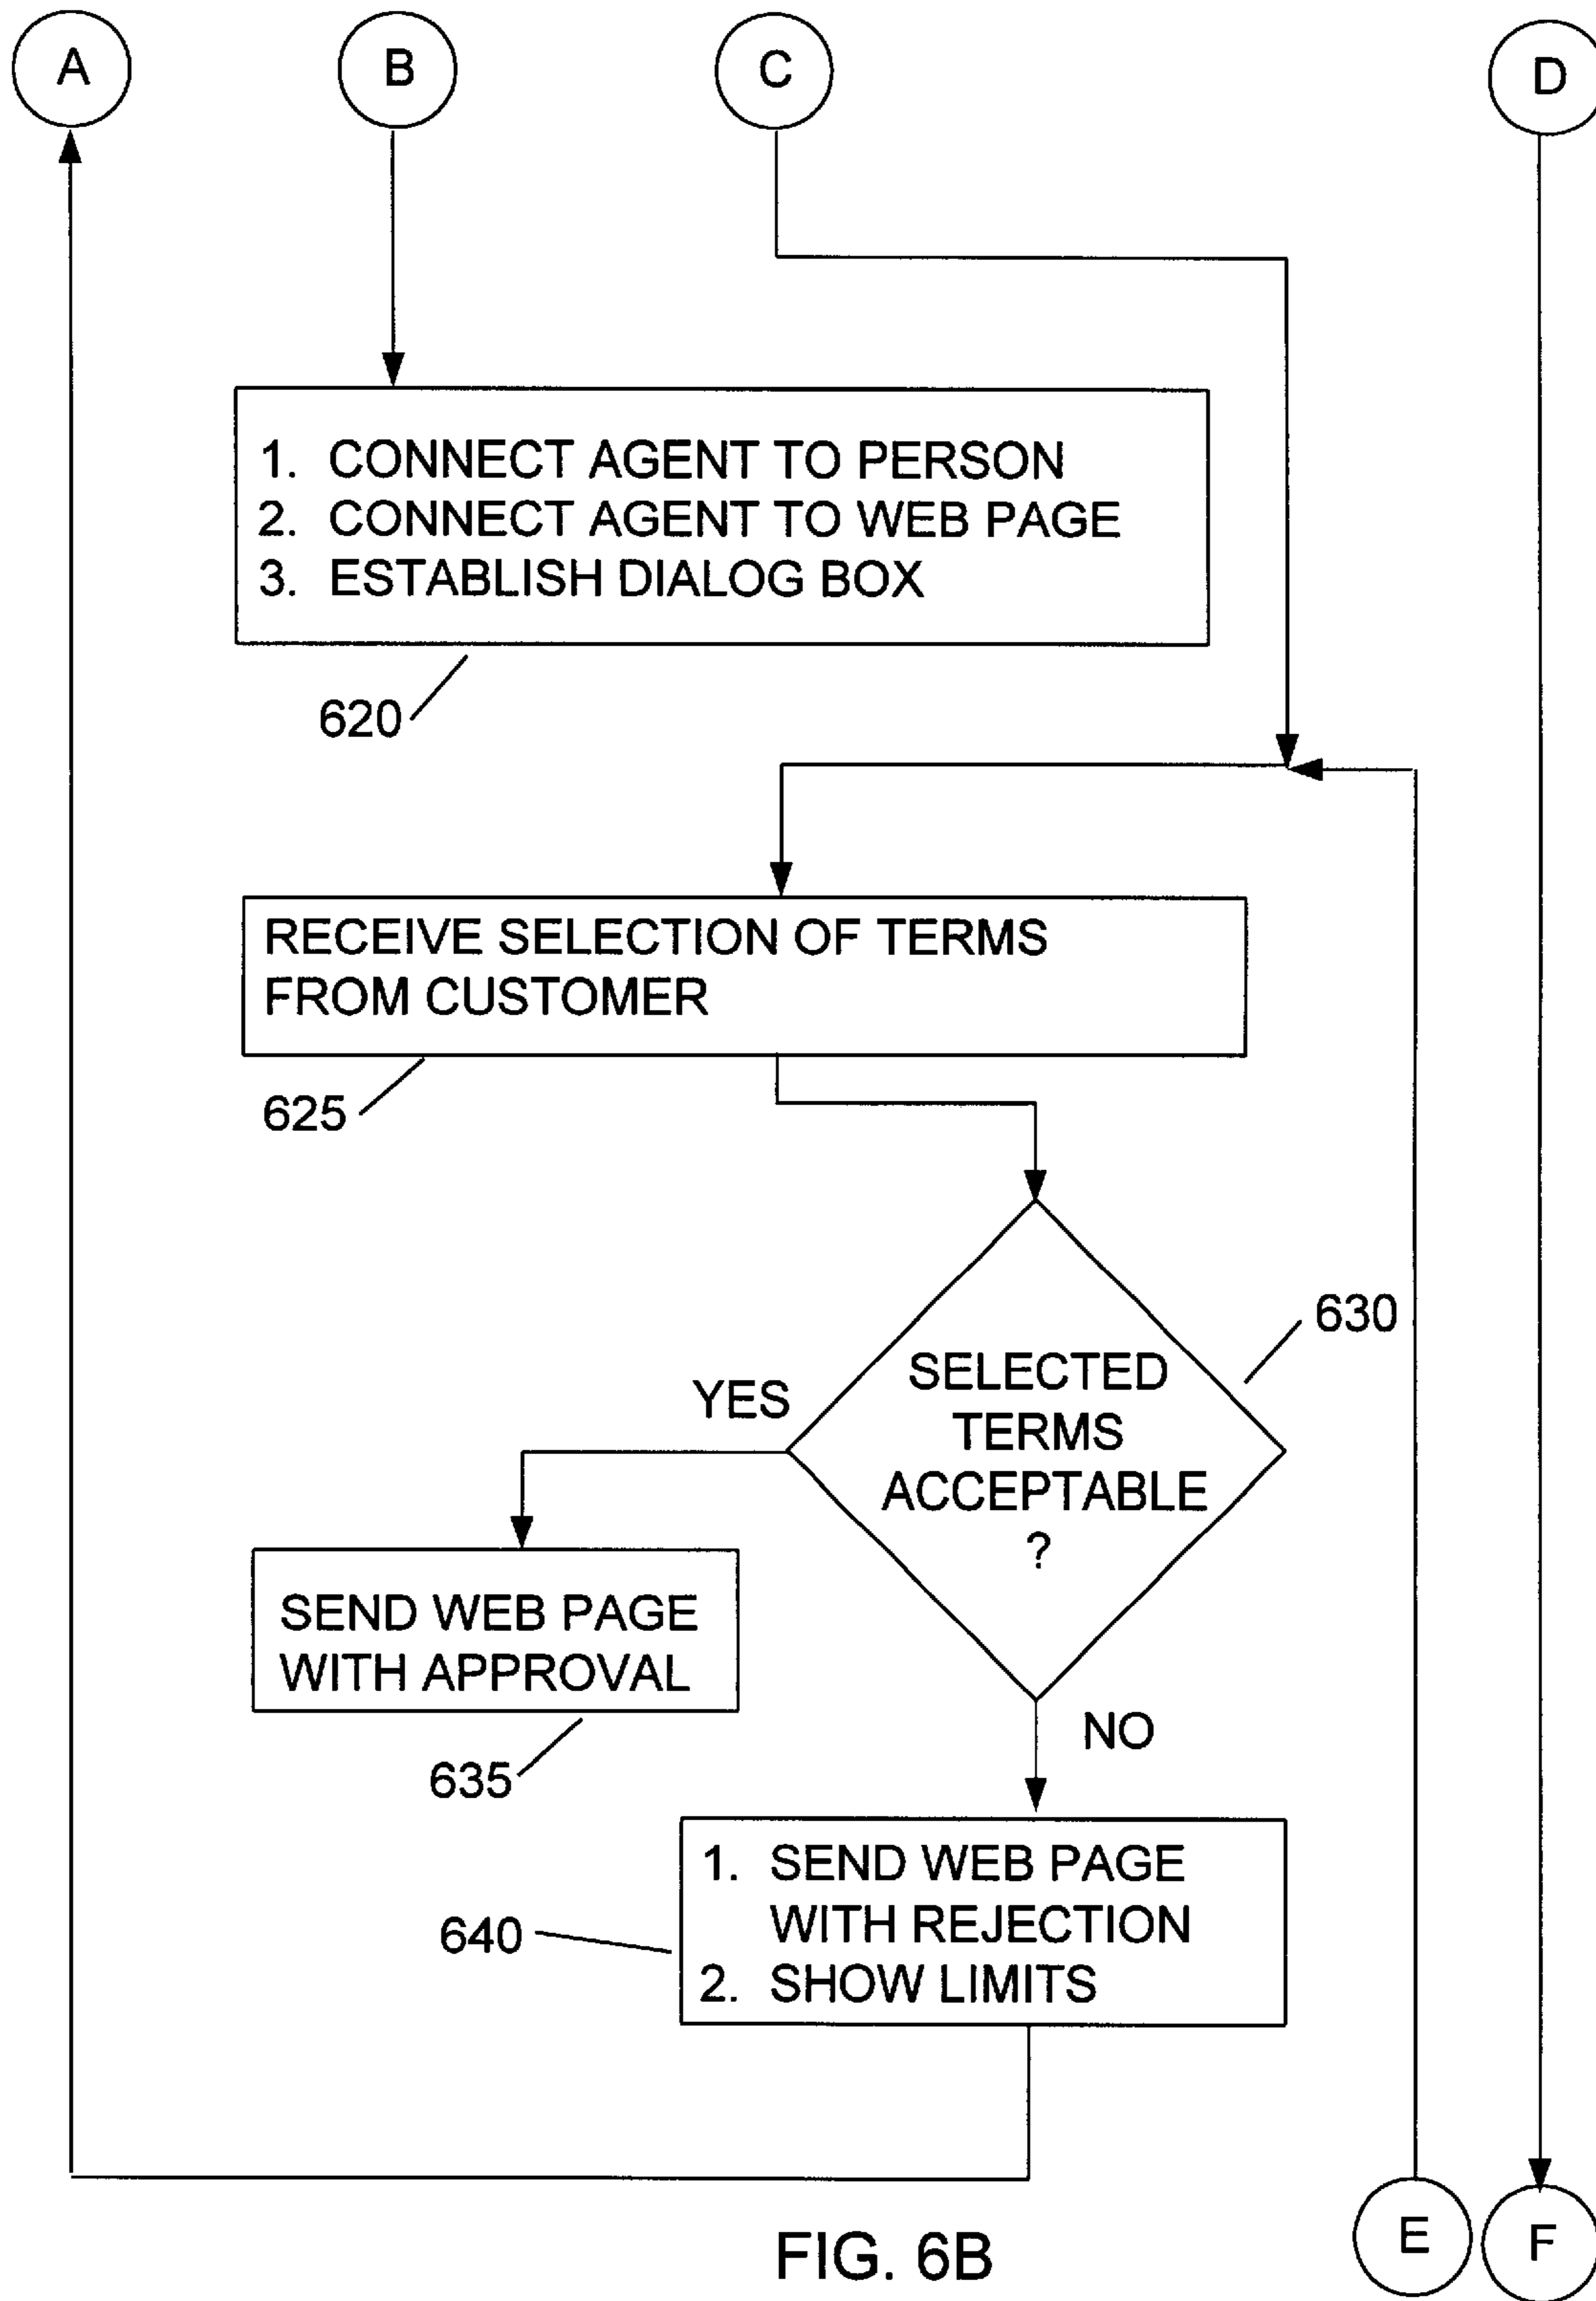 A
B
C
D
1. CONNECT AGENT TO PERSON
2. CONNECT AGENT TO WEB PAGE
3. ESTABLISH DIALOG BOX
620
RECEIVE SELECTION OF TERMS
FROM CUSTOMER
625
630
SELECTED
TERMS
ACCEPTABLE
?
YES
SEND WEB PAGE
WITH APPROVAL
635
NO
1. SEND WEB PAGE
WITH REJECTION
2. SHOW LIMITS
640
E
F
FIG. 6B